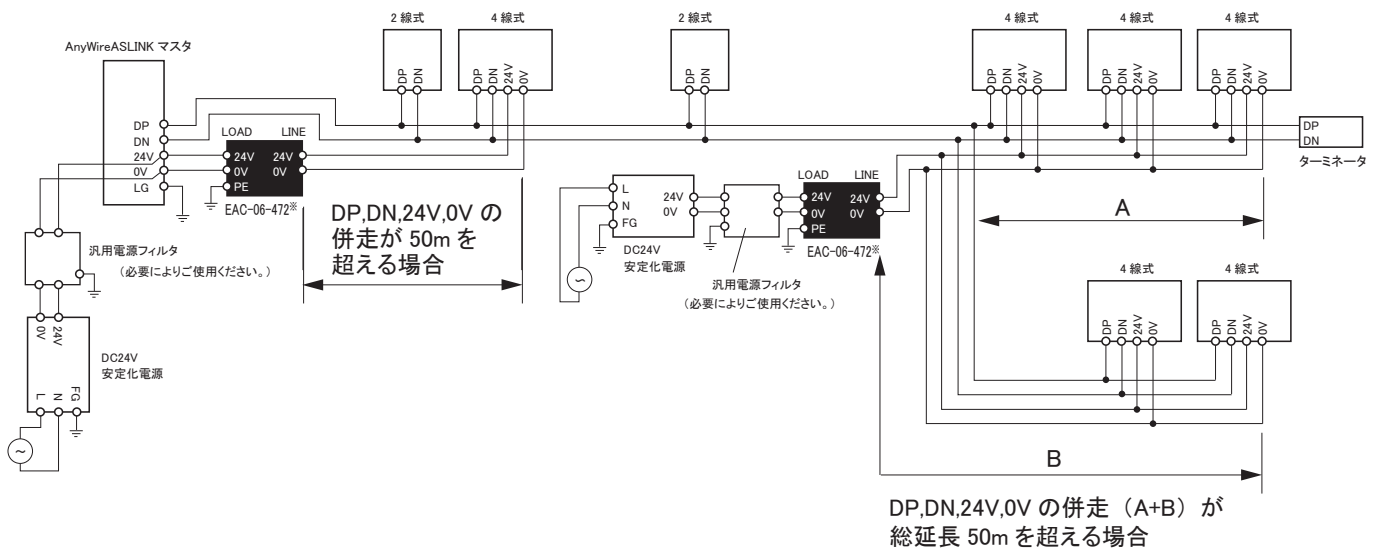 2 線式
4 線式
2 線式
4 線式
4 線式
4 線式
AnyWireASLINK マスタ
DP
DN
DP
DN
24V
0V
DP
DN
DP
DN
24V
0V
DP
DN
24V
0V
DP
DN
24V
0V
DP
DN
24V
0V
LG
LOAD
LINE
24V
24V
0V
0V
PE
EAC-06-472※
DP
DN
ターミネータ
DP,DN,24V,0V の
併走が 50m を
超える場合
L
N
FG
24V
0V
DC24V
安定化電源
LOAD
LINE
24V
24V
0V
0V
PE
EAC-06-472※
汎用電源フィルタ
(必要によりご使用ください。)
A
汎用電源フィルタ
(必要によりご使用ください。)
0V
24V
DC24V
安定化電源
L
N
FG
~
~
4 線式
4 線式
DP
DN
24V
0V
DP
DN
24V
0V
B
DP,DN,24V,0V の併走（A+B）が
総延長 50m を超える場合